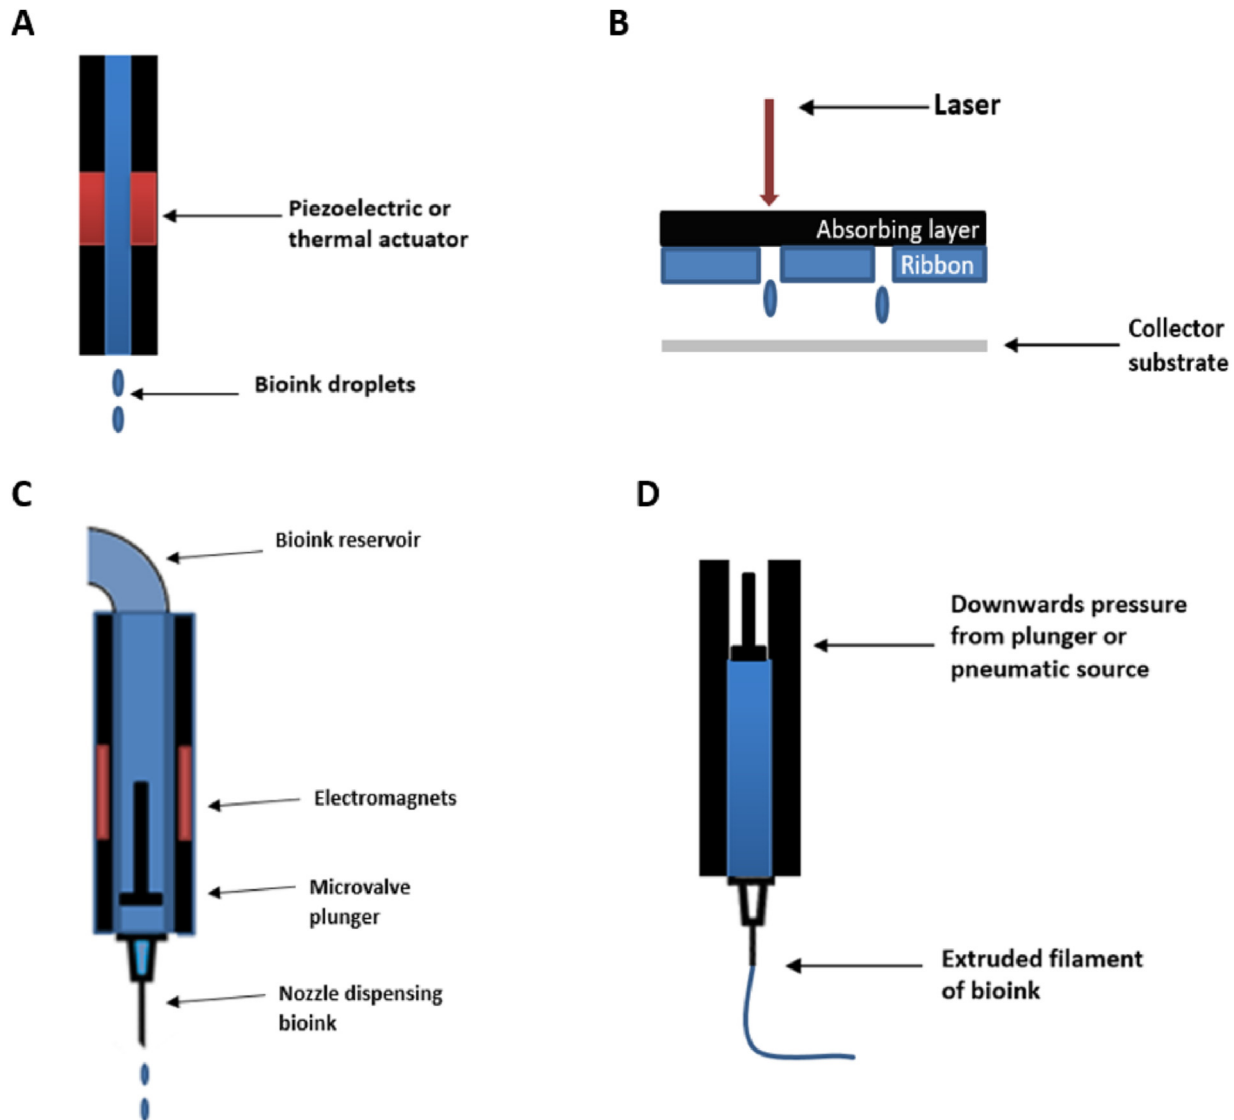 A
Piezoelectric or
thermal actuator
Bioink droplets
B
Laser
Absorbing layer
Ribbon
Collector
substrate
C
Bioink reservoir
Electromagnets
Microvalve
plunger
Nozzle dispensing
bioink
D
Downwards pressure
from plunger or
pneumatic source
Extruded filament
of bioink